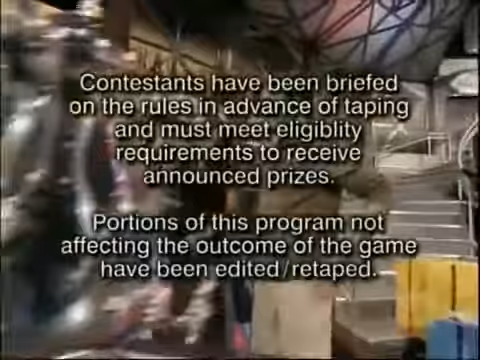 Contestants have been briefed
on the rules in advance of taping
and must meet eligiblity
requirements to receive
announced prizes.
Portions of this program not
affecting the outcome of the game
have been edited/retaped.